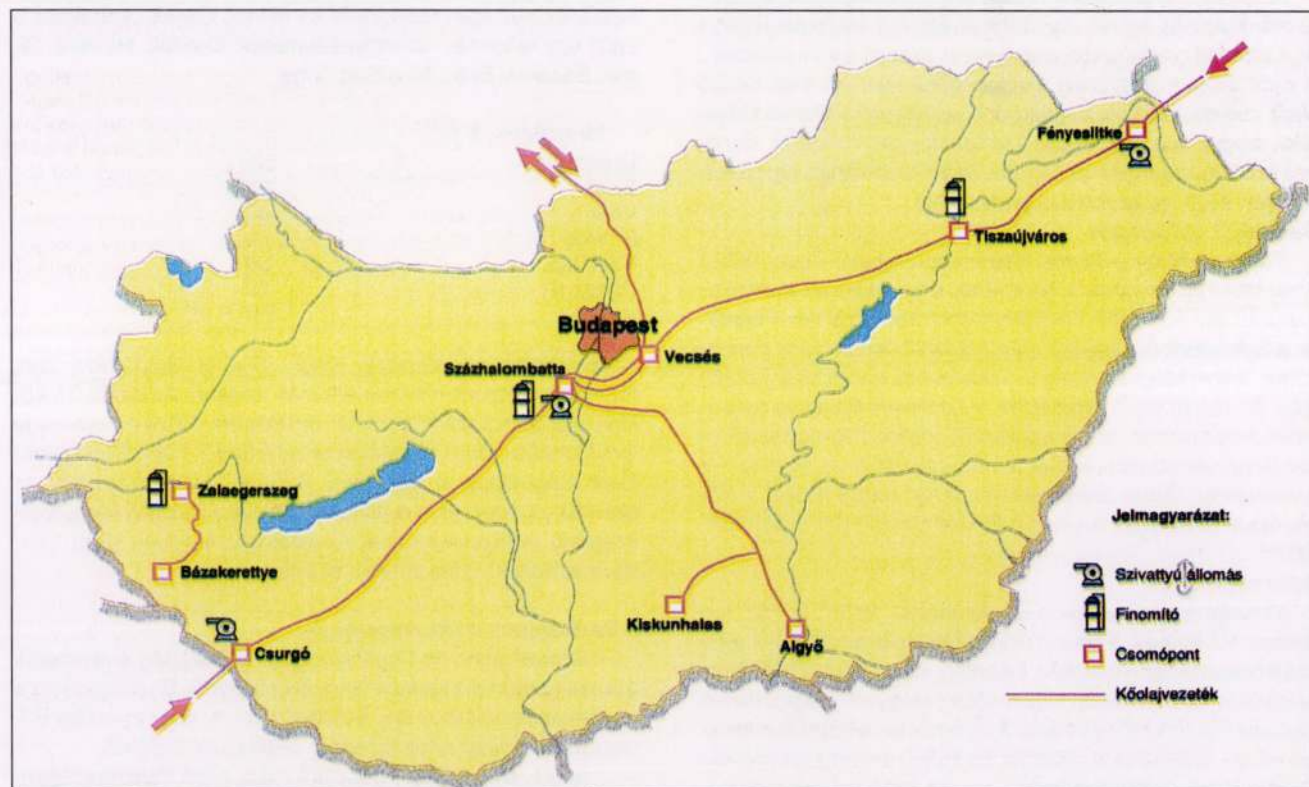 Fényeslitke
Tiszaújváros
Budapest
Vecsés
Százhalombatta
Zalaegerszeg
Bázakerettye
Csurgó
Kiskunhalas
Algyő
Jelmagyarázat:
Szivattyú állomás
Finomító
Csomópont
Kőolajvezeték